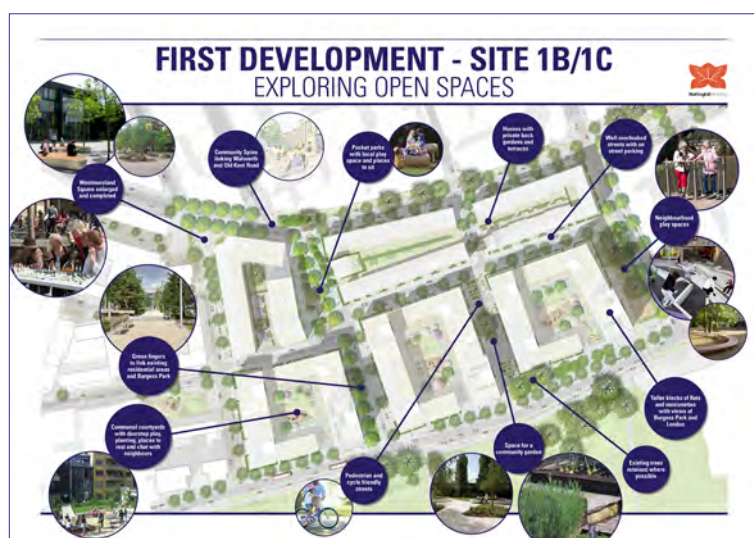 FIRST DEVELOPMENT - SITE 1B/1C
EXPLORING OPEN SPACES
Westmoreland
Square enlarged
and completed
Community Spine
linking Walworth
and Old Kent Road
Pocket parks
with local play
space and places
to sit
Homes with
private back
gardens and
terraces
Well overlooked
streets with on
street parking
Neighbourhood
play spaces
Green fingers
to link existing
residential areas
and Burgess Park
Communal courtyards
with doorstep play,
planting, places to
rest and chat with
neighbours
Pedestrian and
cycle friendly
streets
Space for a
community garden
Existing trees
retained where
possible
Taller blocks of flats
and maisonettes
with views of
Burgess Park and
London